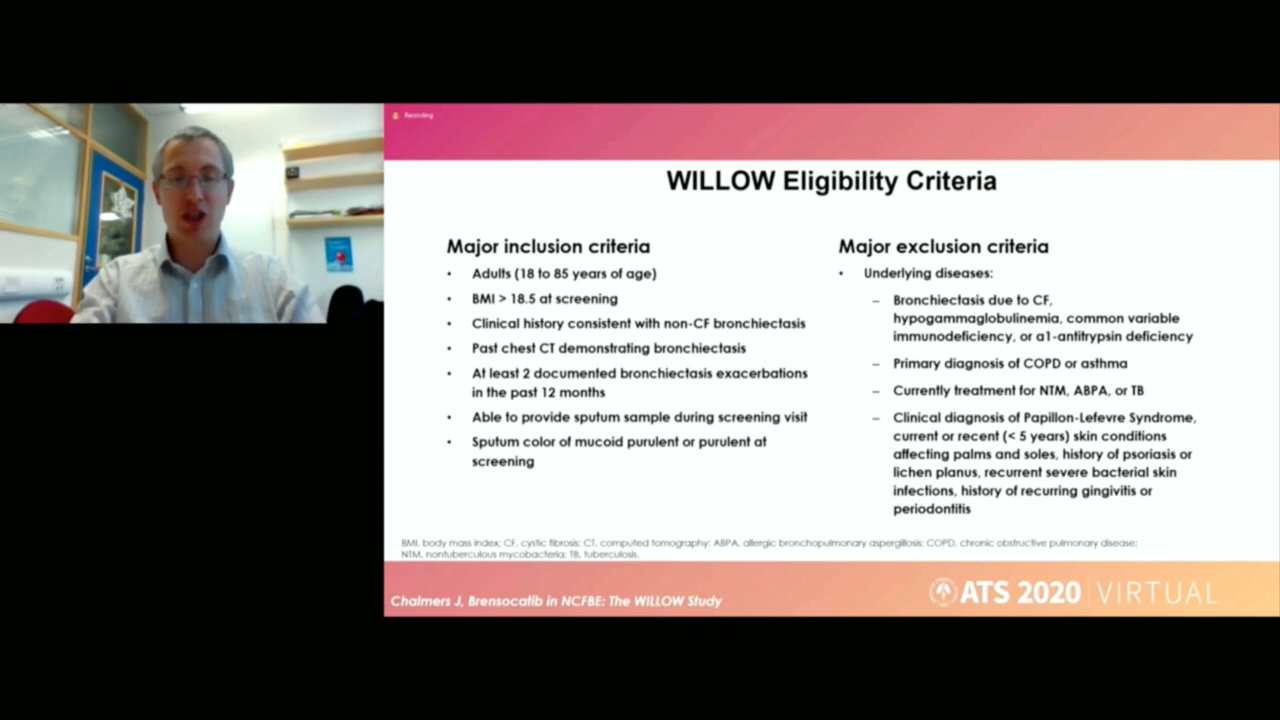 Recording
WILLOW Eligibility Criteria
Major inclusion criteria
• Adults (18 to 85 years of age)
• BMI > 18.5 at screening
• Clinical history consistent with non-CF bronchiectasis
• Past chest CT demonstrating bronchiectasis
• At least 2 documented bronchiectasis exacerbations
in the past 12 months
• Able to provide sputum sample during screening visit
• Sputum color of mucoid purulent or purulent at
screening
Major exclusion criteria
• Underlying diseases:
– Bronchiectasis due to CF,
hypogammaglobulinemia, common variable
immunodeficiency, or α1-antitrypsin deficiency
– Primary diagnosis of COPD or asthma
– Currently treatment for NTM, ABPA, or TB
– Clinical diagnosis of Papillon-Lefevre Syndrome,
current or recent (< 5 years) skin conditions
affecting palms and soles, history of psoriasis or
lichen planus, recurrent severe bacterial skin
infections, history of recurring gingivitis or
periodontitis
BMI, body mass index; CF, cystic fibrosis; CT, computed tomography; ABPA, allergic bronchopulmonary aspergillosis; COPD, chronic obstructive pulmonary disease;
NTM, nontuberculous mycobacteria; TB, tuberculosis.
Chalmers J, Brensocatib in NCFBE: The WILLOW Study
ATS 2020 | VIRTUAL